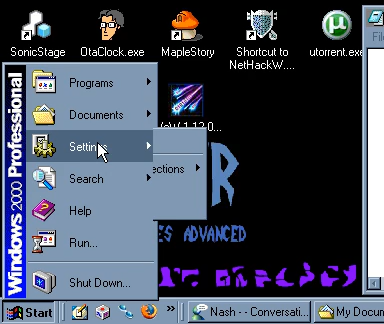 SonicStage
OtaClock.exe
MapleStory
Shortcut to
NetHackW....
utorrent.exe
Windows 2000 Professional
Programs
Documents
Settings
Search
Help
Run...
Shut Down...
ections
ES ADVANCED
Start
Nash -- Conversati...
My Docum